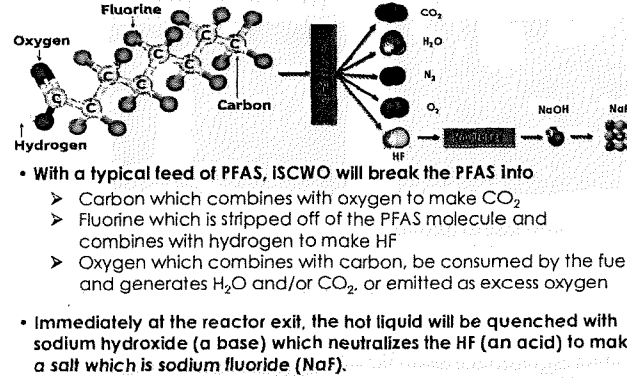 Fluorine
Oxygen
C C C C C C C C
Carbon
Hydrogen
CO₂
H₂O
N₂
O₂
HF
NaOH
NaF
• With a typical feed of PFAS, iSCWO will break the PFAS into
➢ Carbon which combines with oxygen to make CO₂
➢ Fluorine which is stripped off of the PFAS molecule and
combines with hydrogen to make HF
➢ Oxygen which combines with carbon, be consumed by the fue
and generates H₂O and/or CO₂. or emitted as excess oxygen
• Immediately at the reactor exit, the hot liquid will be quenched with
sodium hydroxide (a base) which neutralizes the HF (an acid) to mak
a salt which is sodium fluoride (NaF).